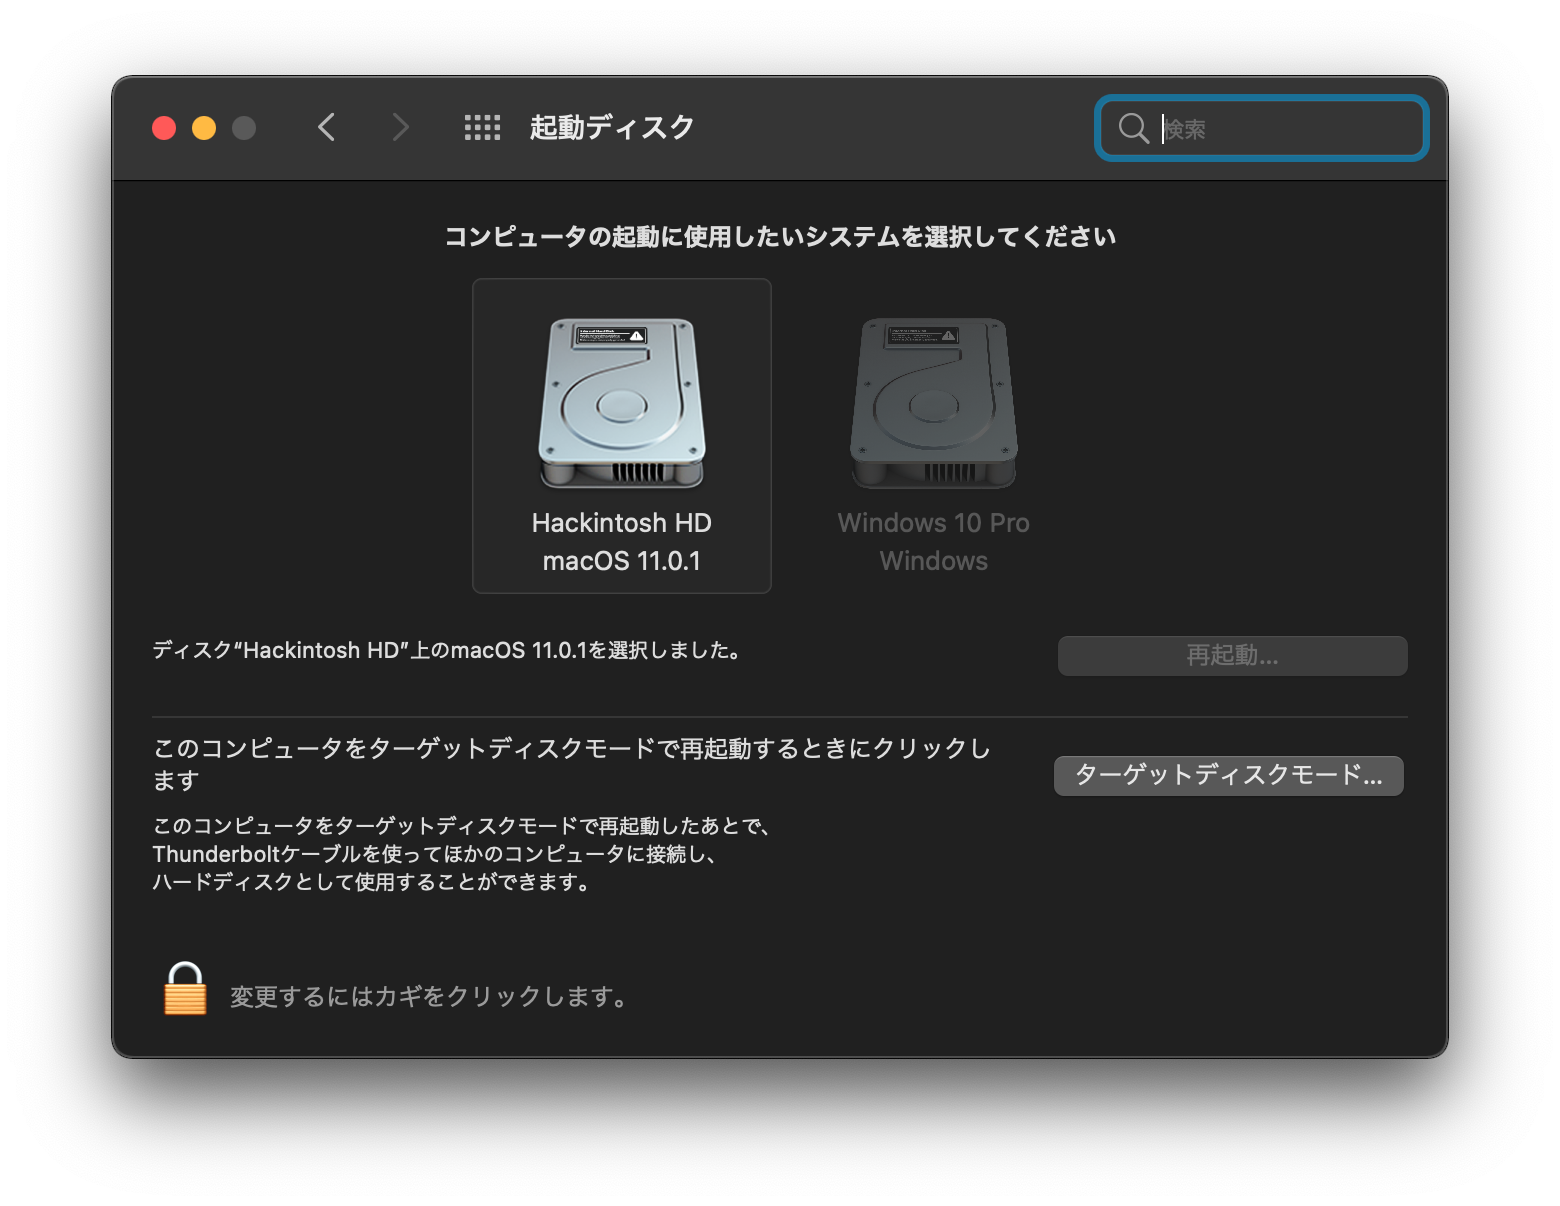 起動ディスク
検索
コンピュータの起動に使用したいシステムを選択してください
Hackintosh HD
macOS 11.0.1
Windows 10 Pro
Windows
ディスク“Hackintosh HD”上のmacOS 11.0.1を選択しました。
再起動...
このコンピュータをターゲットディスクモードで再起動するときにクリックし
ます
ターゲットディスクモード...
このコンピュータをターゲットディスクモードで再起動したあとで、
Thunderboltケーブルを使ってほかのコンピュータに接続し、
ハードディスクとして使用することができます。
変更するにはカギをクリックします。